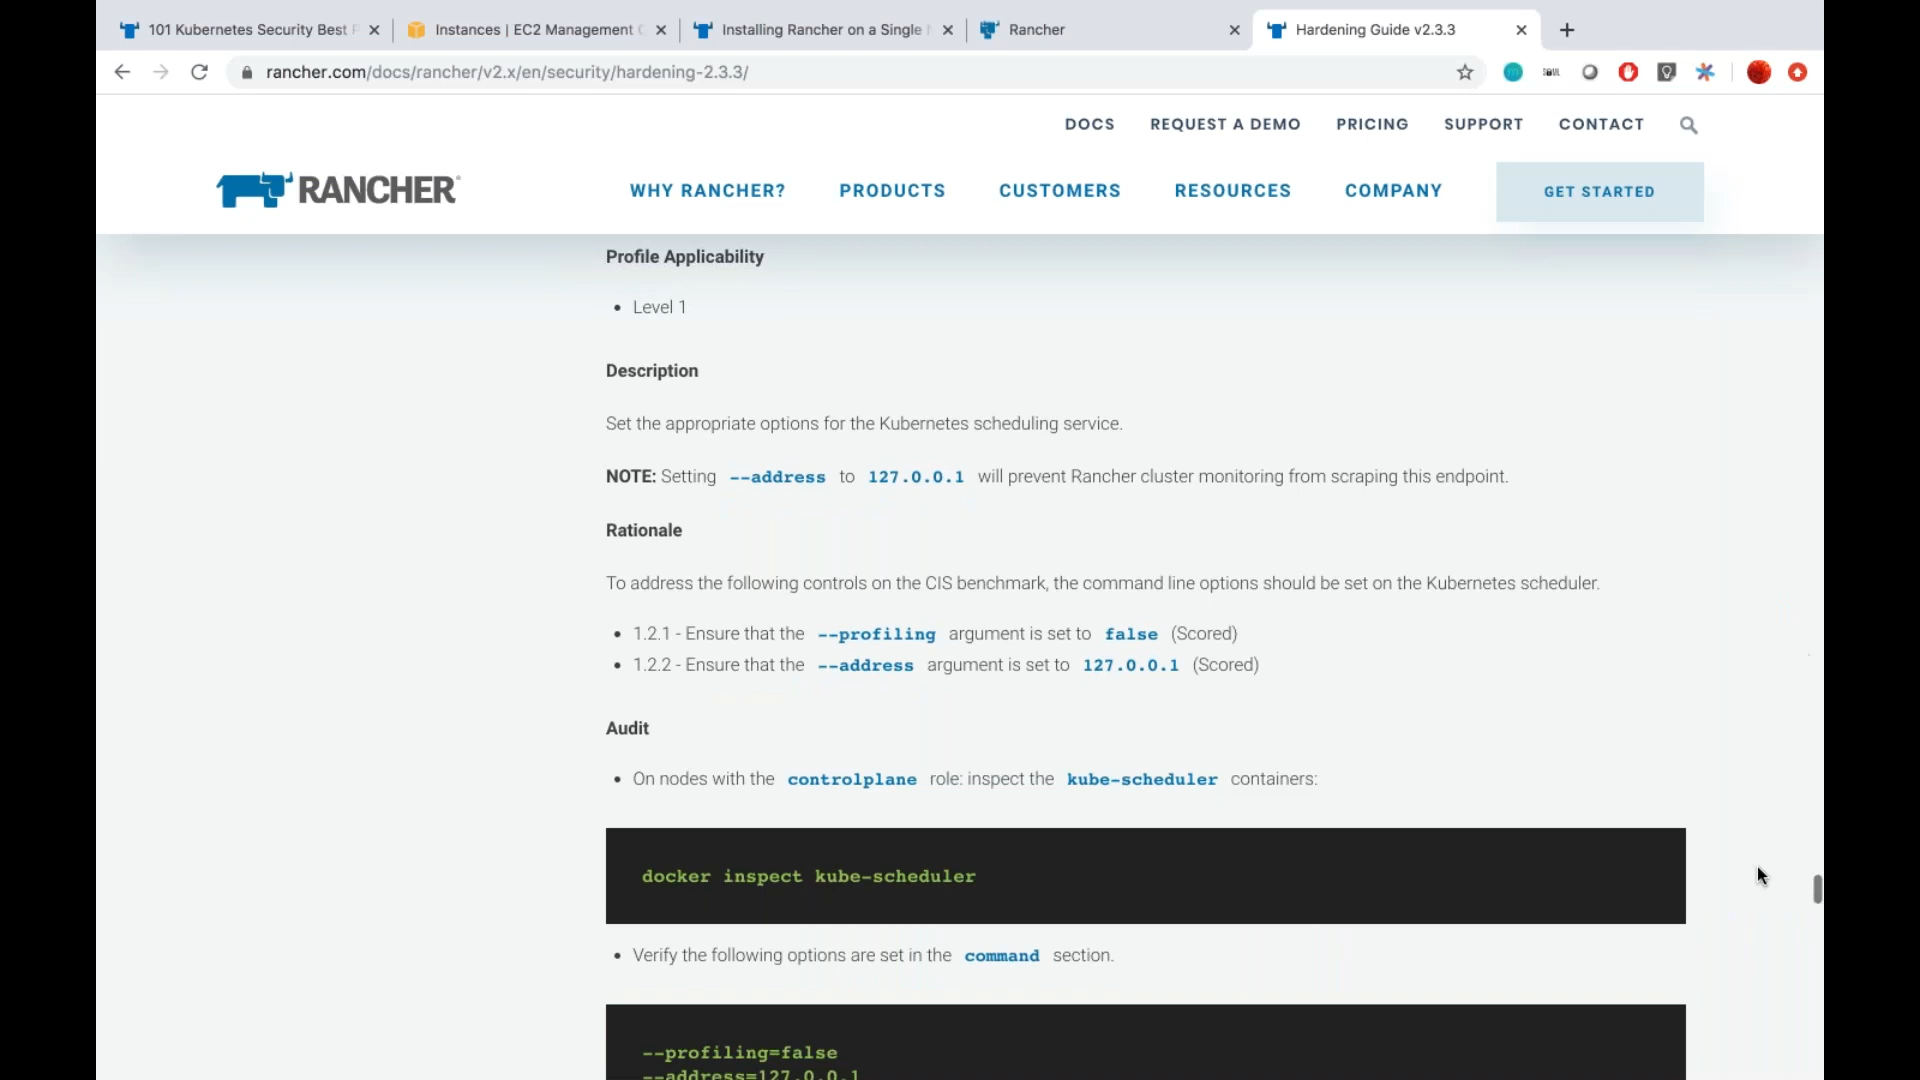 101 Kubernetes Security Best
Instances | EC2 Management
Installing Rancher on a Single
Rancher
Hardening Guide v2.3.3
rancher.com/docs/rancher/v2.x/en/security/hardening-2.3.3/
DOCS
REQUEST A DEMO
PRICING
SUPPORT
CONTACT
RANCHER
WHY RANCHER?
PRODUCTS
CUSTOMERS
RESOURCES
COMPANY
GET STARTED
Profile Applicability
• Level 1
Description
Set the appropriate options for the Kubernetes scheduling service.
NOTE: Setting --address to 127.0.0.1 will prevent Rancher cluster monitoring from scraping this endpoint.
Rationale
To address the following controls on the CIS benchmark, the command line options should be set on the Kubernetes scheduler.
• 1.2.1 - Ensure that the --profiling argument is set to false (Scored)
• 1.2.2 - Ensure that the --address argument is set to 127.0.0.1 (Scored)
Audit
• On nodes with the controlplane role: inspect the kube-scheduler containers:
docker inspect kube-scheduler
• Verify the following options are set in the command section.
--profiling=false
--address=127.0.0.1